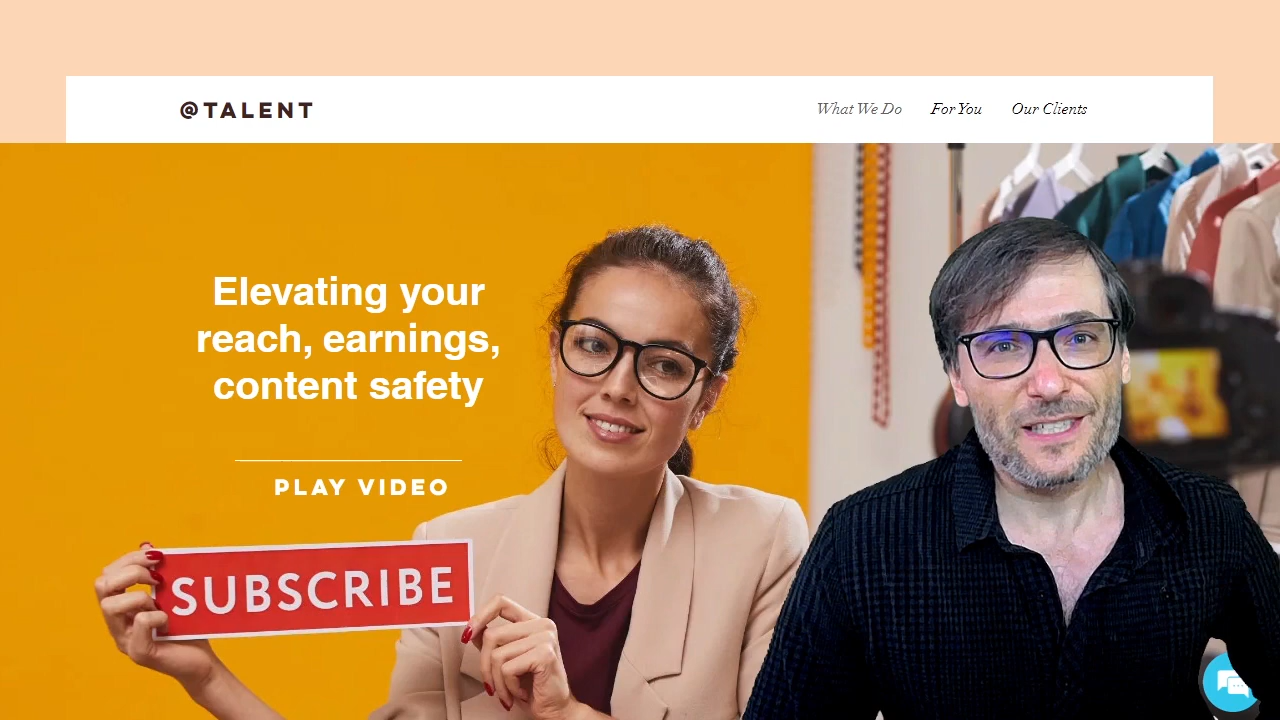 @TALENT
What We Do For You Our Clients
Elevating your
reach, earnings,
content safety
PLAY VIDEO
SUBSCRIBE